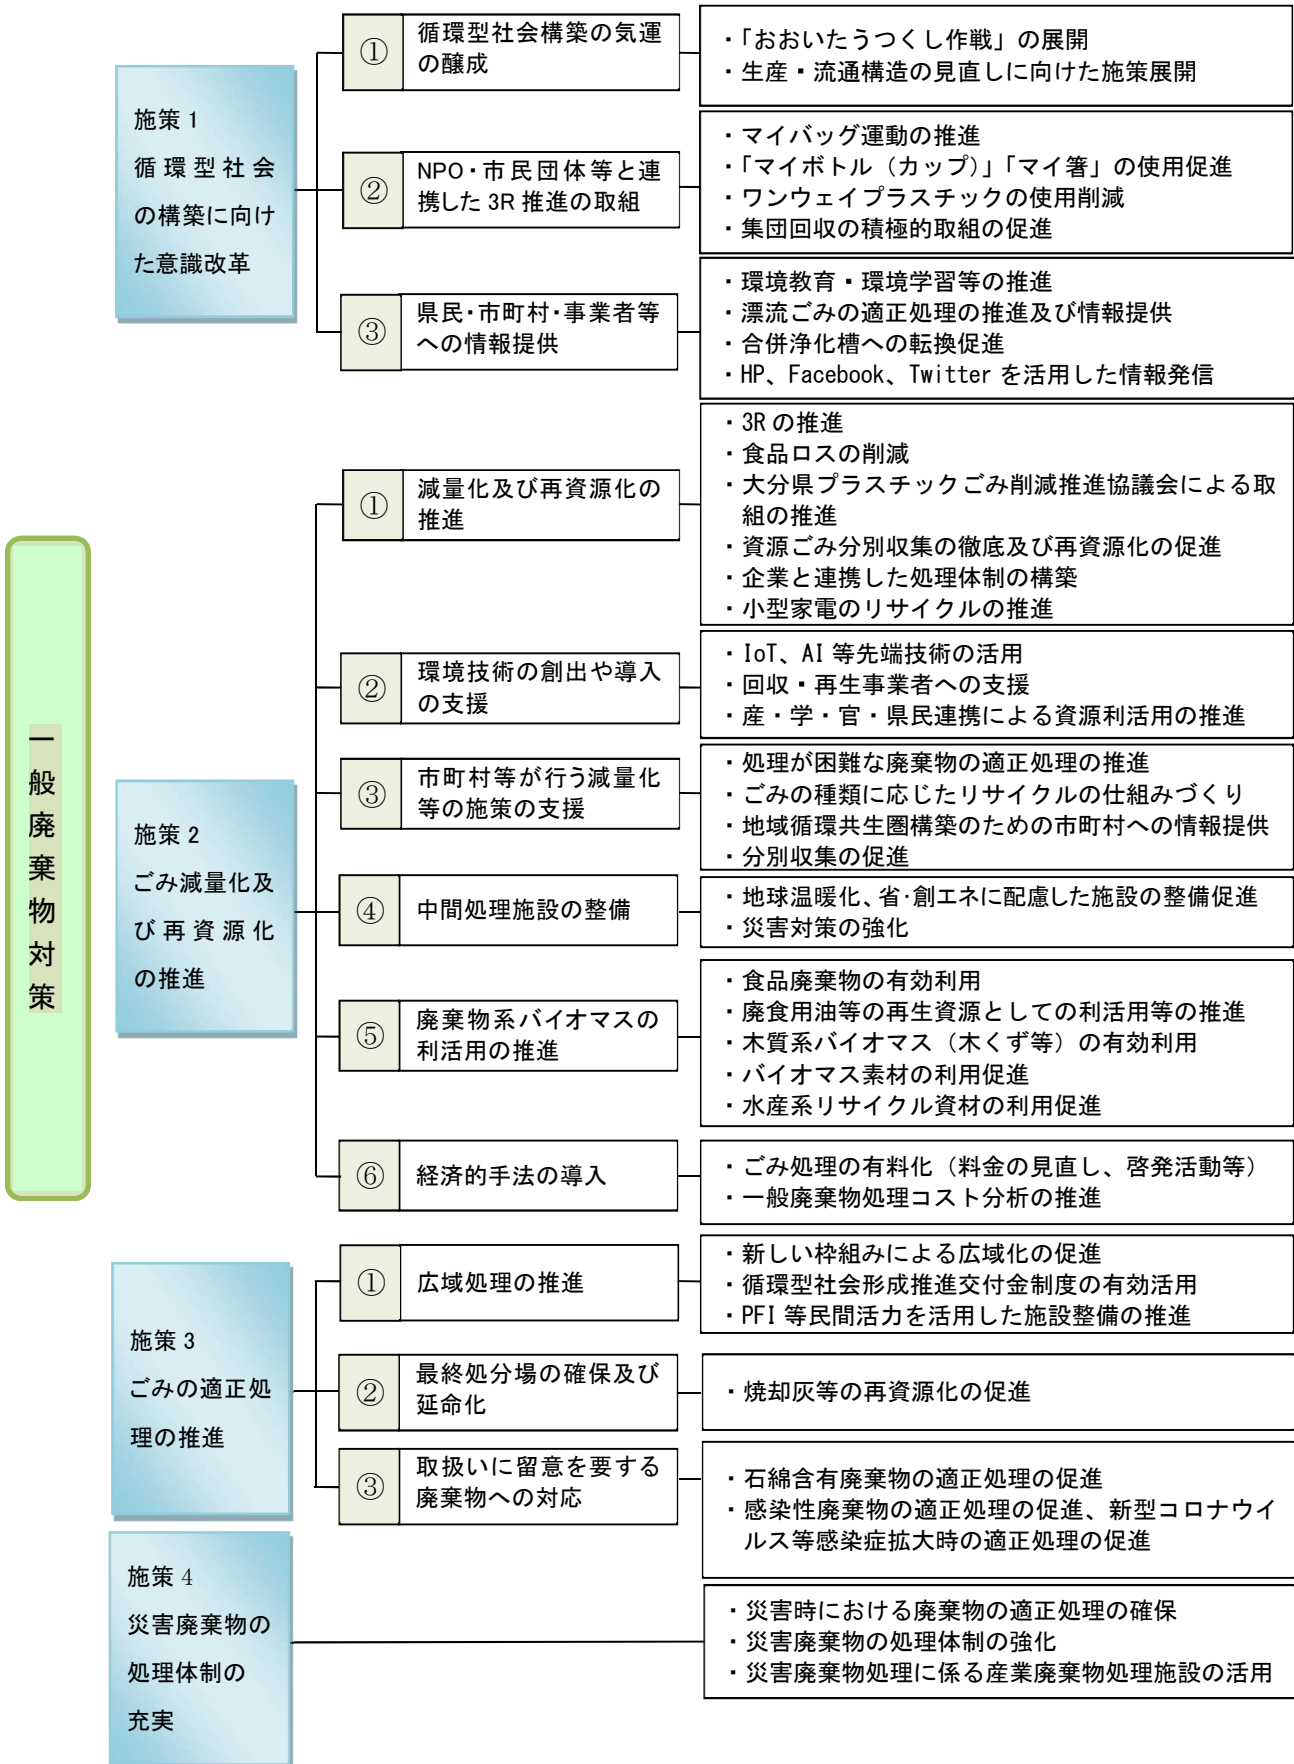 一般廃棄物対策
施策 1
循環型社会
の構築に向け
た意識改革
①
循環型社会構築の気運
の醸成
・「おおいたうつくし作戦」の展開
・生産・流通構造の見直しに向けた施策展開
②
NPO・市民団体等と連
携した 3R 推進の取組
・マイバッグ運動の推進
・「マイボトル（カップ）」「マイ箸」の使用促進
・ワンウェイプラスチックの使用削減
・集団回収の積極的取組の促進
③
県民・市町村・事業者等
への情報提供
・環境教育・環境学習等の推進
・漂流ごみの適正処理の推進及び情報提供
・合併浄化槽への転換促進
・HP、Facebook、Twitter を活用した情報発信
施策 2
ごみ減量化及
び再資源化
の推進
①
減量化及び再資源化の
推進
・3R の推進
・食品ロスの削減
・大分県プラスチックごみ削減推進協議会による取
組の推進
・資源ごみ分別収集の徹底及び再資源化の促進
・企業と連携した処理体制の構築
・小型家電のリサイクルの推進
②
環境技術の創出や導入
の支援
・IoT、AI 等先端技術の活用
・回収・再生事業者への支援
・産・学・官・県民連携による資源利活用の推進
③
市町村等が行う減量化
等の施策の支援
・処理が困難な廃棄物の適正処理の推進
・ごみの種類に応じたリサイクルの仕組みづくり
・地域循環共生圏構築のための市町村への情報提供
・分別収集の促進
④
中間処理施設の整備
・地球温暖化、省・創エネに配慮した施設の整備促進
・災害対策の強化
⑤
廃棄物系バイオマスの
利活用の推進
・食品廃棄物の有効利用
・廃食用油等の再生資源としての利活用等の推進
・木質系バイオマス（木くず等）の有効利用
・バイオマス素材の利用促進
・水産系リサイクル資材の利用促進
⑥
経済的手法の導入
・ごみ処理の有料化（料金の見直し、啓発活動等）
・一般廃棄物処理コスト分析の推進
施策 3
ごみの適正処
理の推進
①
広域処理の推進
・新しい枠組みによる広域化の促進
・循環型社会形成推進交付金制度の有効活用
・PFI 等民間活力を活用した施設整備の推進
②
最終処分場の確保及び
延命化
・焼却灰等の再資源化の促進
③
取扱いに留意を要する
廃棄物への対応
・石綿含有廃棄物の適正処理の促進
・感染性廃棄物の適正処理の促進、新型コロナウイ
ルス等感染症拡大時の適正処理の促進
施策 4
災害廃棄物の
処理体制の
充実
・災害時における廃棄物の適正処理の確保
・災害廃棄物の処理体制の強化
・災害廃棄物処理に係る産業廃棄物処理施設の活用